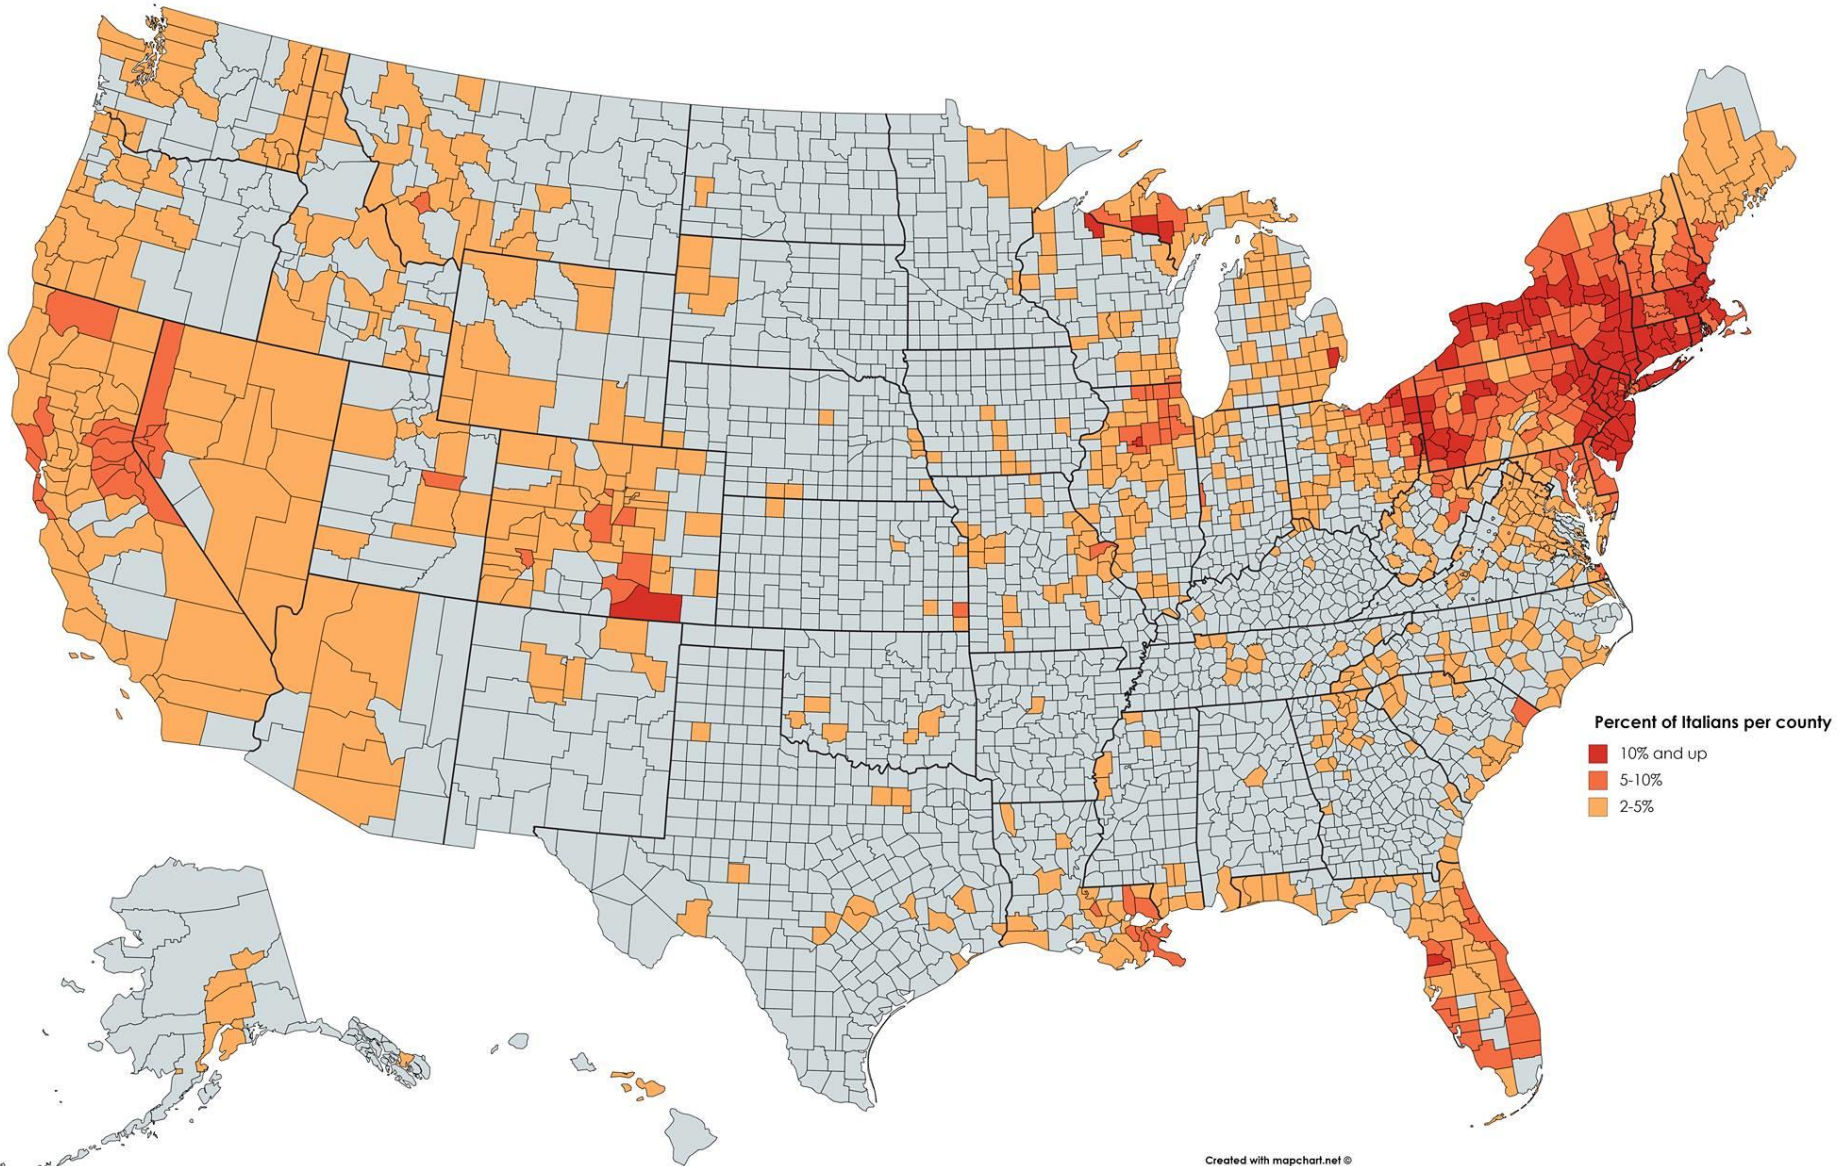 Percent of Italians per county
10% and up
5-10%
2-5%
Created with mapchart.net ©